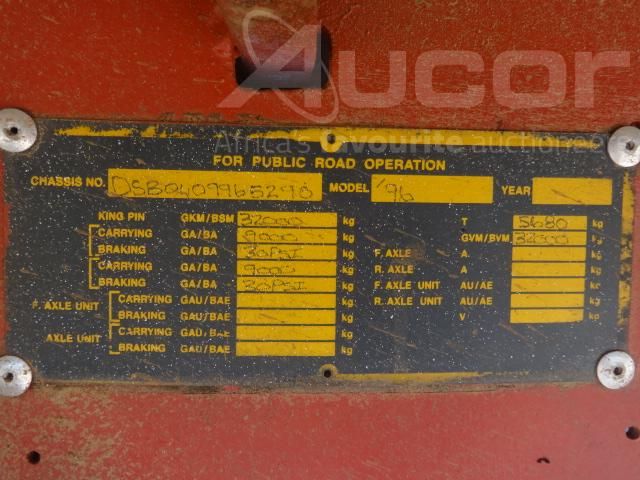 Aucor
Africa's favourite auctioneers
FOR PUBLIC ROAD OPERATION
CHASSIS NO. MODEL 96 YEAR
KING PIN GKM/BSM 32000 kg T 5680 kg
CARRYING GA/BA 9000 kg GVM/BVM 32000 kg
BRAKING GA/BA 30PSI kg F. AXLE A. kg
CARRYING GA/BA 9000 kg R. AXLE A kg
BRAKING GA/BA 30PSI kg F. AXLE UNIT AU/AE kg
F. AXLE UNIT CARRYING GAU/BAE kg R. AXLE UNIT AU/AE kg
BRAKING GAU/BAE kg V kg
AXLE UNIT CARRYING GAU/BAE kg
BRAKING GAU/BAE kg